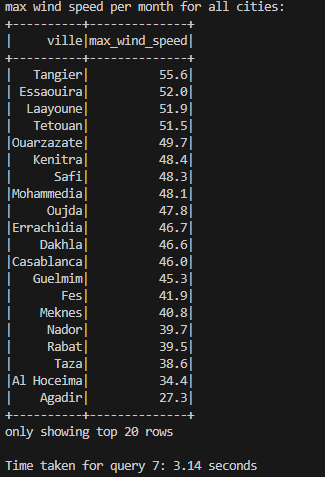 max wind speed per month for all cities:
+----------+--------------+
|     ville|max_wind_speed|
+----------+--------------+
|   Tangier|          55.6|
| Essaouira|          52.0|
|  Laayoune|          51.9|
|   Tetouan|          51.5|
|Ouarzazate|          49.7|
|   Kenitra|          48.4|
|      Safi|          48.3|
|Mohammedia|          48.1|
|     Oujda|          47.8|
|Errachidia|          46.7|
|    Dakhla|          46.6|
|Casablanca|          46.0|
|   Guelmim|          45.3|
|       Fes|          41.9|
|    Meknes|          40.8|
|     Nador|          39.7|
|     Rabat|          39.5|
|      Taza|          38.6|
|Al Hoceima|          34.4|
|    Agadir|          27.3|
+----------+--------------+
only showing top 20 rows
Time taken for query 7: 3.14 seconds